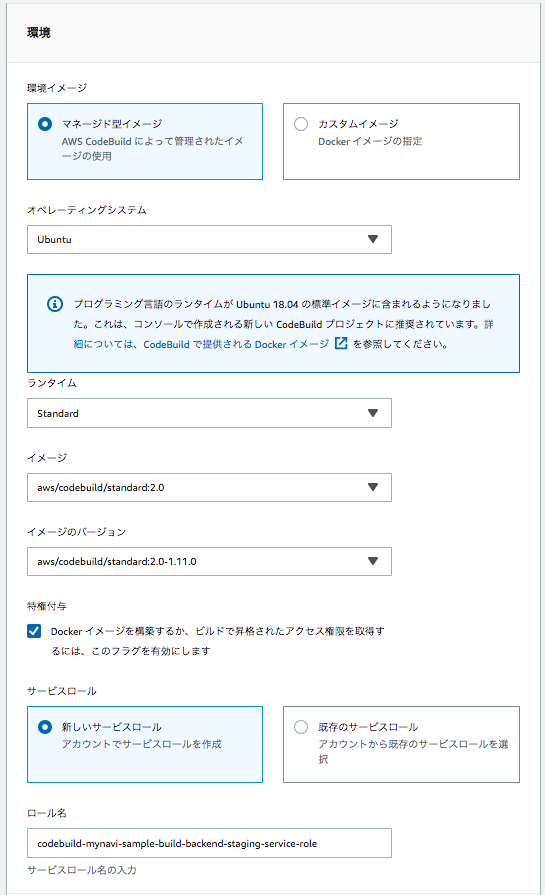 環境
環境イメージ
マネージド型イメージ
AWS CodeBuild によって管理されたイメ
ージの使用
カスタムイメージ
Docker イメージの指定
オペレーティングシステム
Ubuntu
プログラミング言語のランタイムが Ubuntu 18.04 の標準イメージに含まれるようになりまし
た。これは、コンソールで作成される新しい CodeBuild プロジェクトに推奨されています。詳
細については、CodeBuild で提供される Docker イメージ を参照してください。
ランタイム
Standard
イメージ
aws/codebuild/standard:2.0
イメージのバージョン
aws/codebuild/standard:2.0-1.11.0
特権付与
Docker イメージを構築するか、ビルドで昇格されたアクセス権限を取得す
るには、このフラグを有効にします
サービスロール
新しいサービスロール
アカウントでサービスロールを作成
既存のサービスロール
アカウントから既存のサービスロールを選
択
ロール名
codebuild-mynavi-sample-build-backend-staging-service-role
サービスロール名の入力